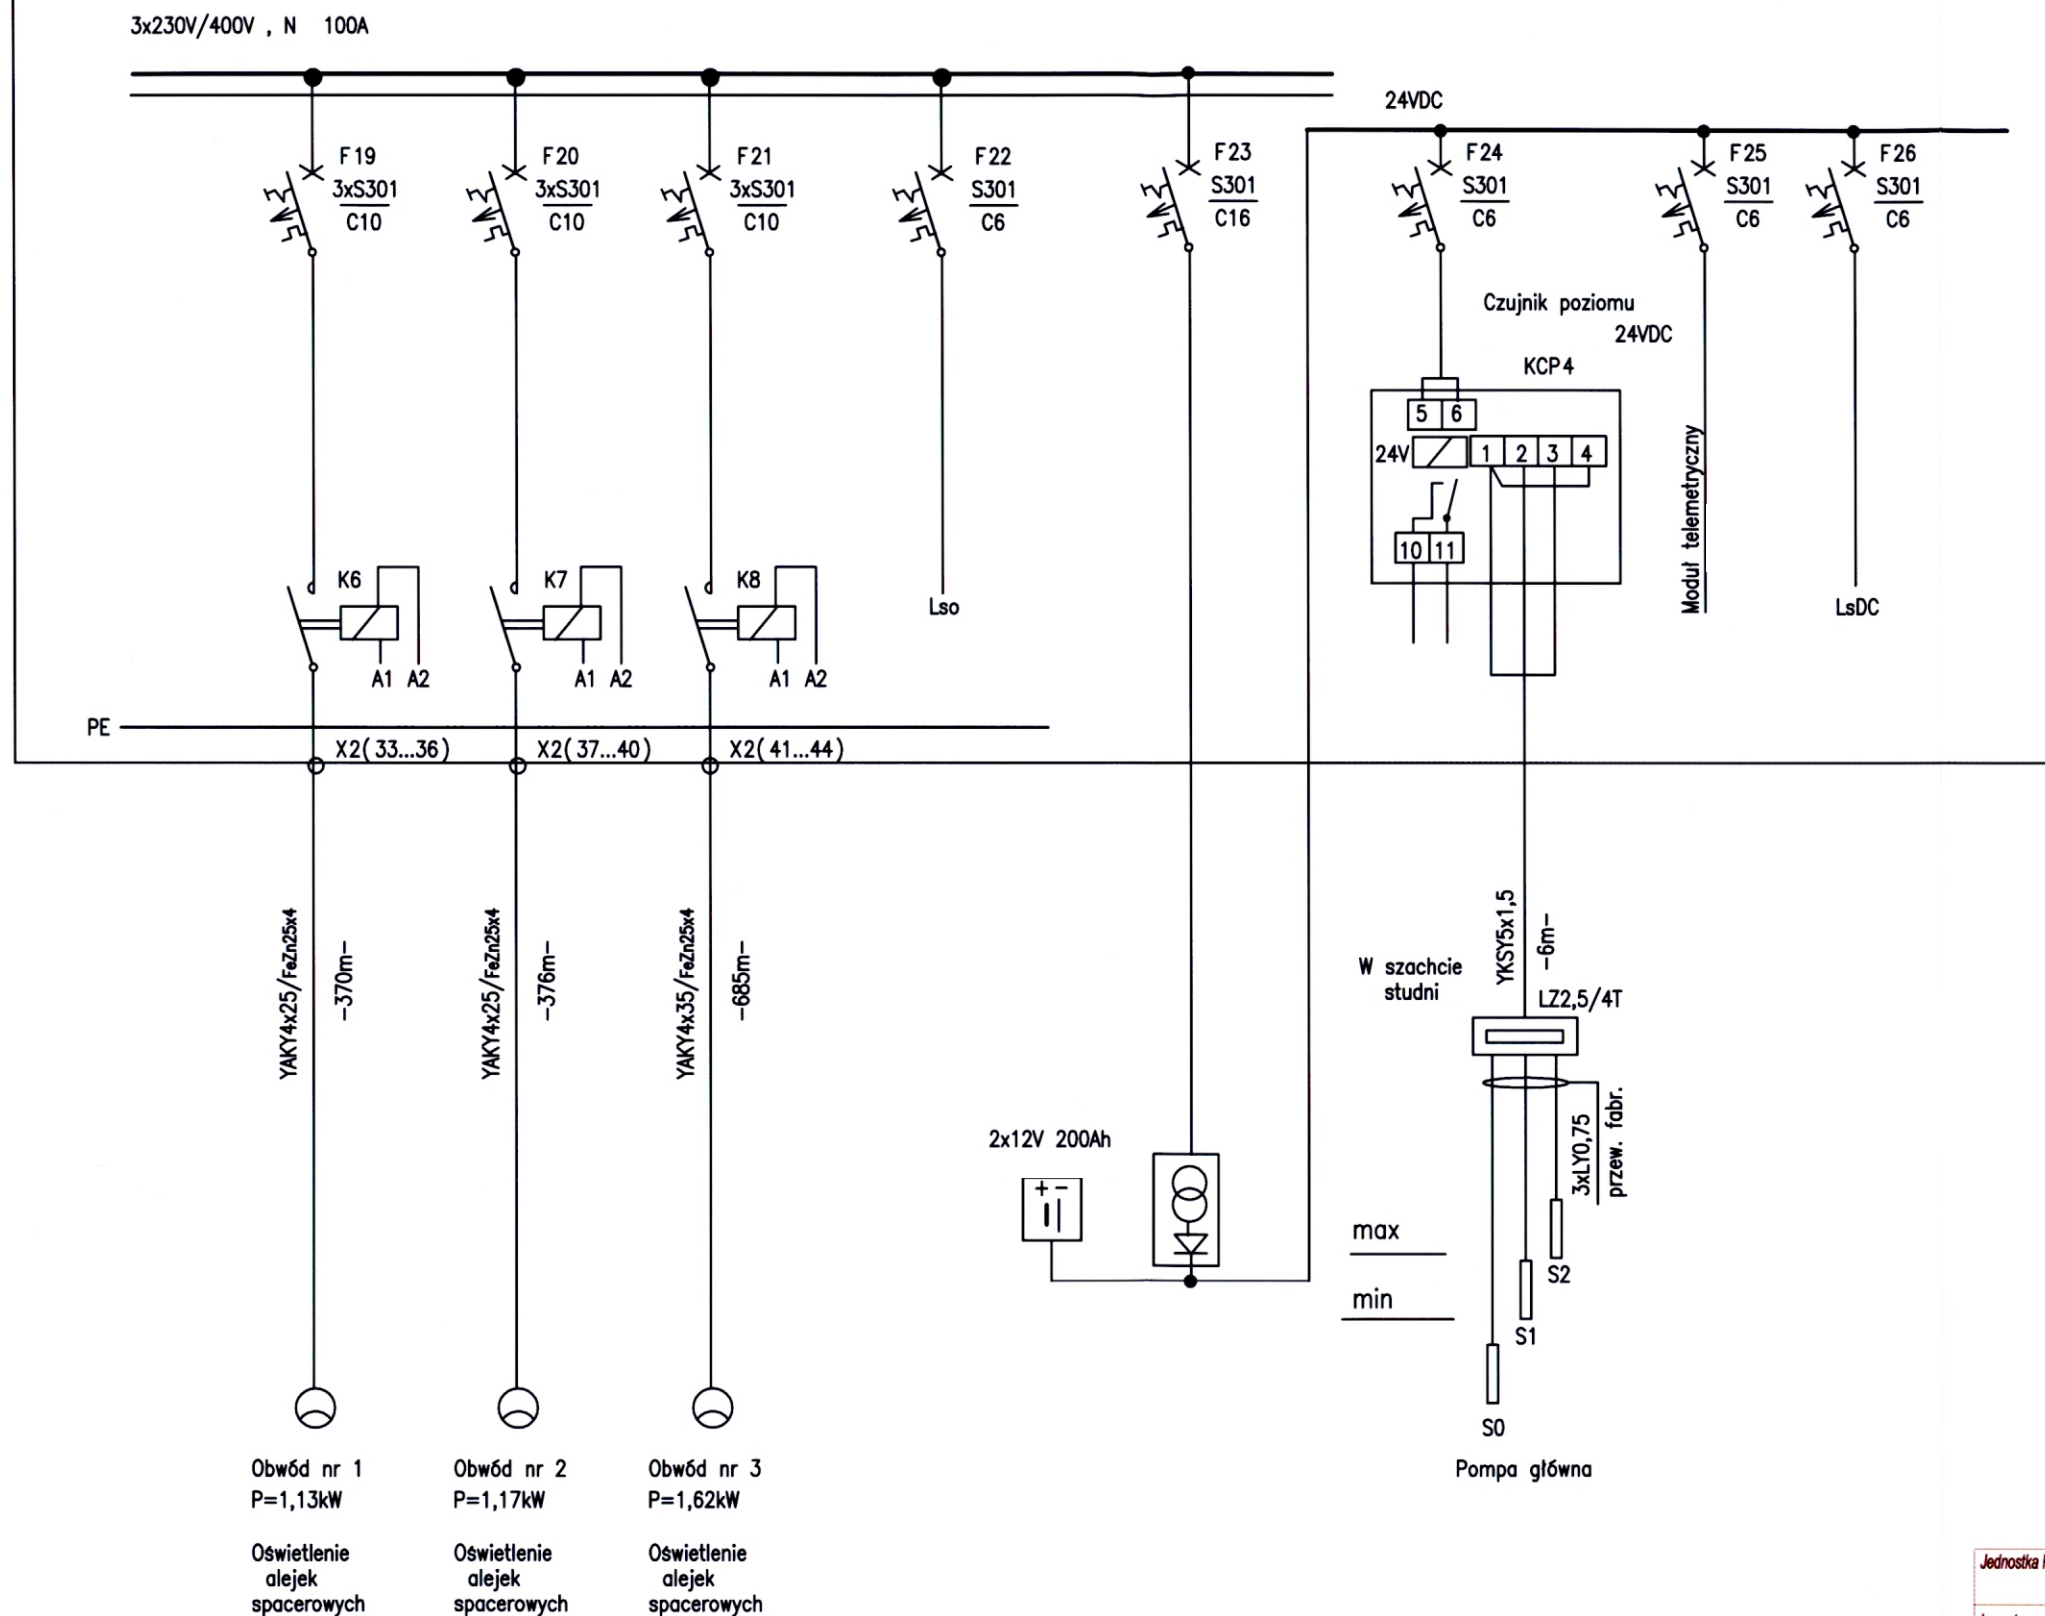 3x230V/400V , N 100A
24VDC
F19
3xS301
C10
F20
3xS301
C10
F21
3xS301
C10
F22
S301
C6
F23
S301
C16
F24
S301
C6
F25
S301
C6
F26
S301
C6
Czujnik poziomu
24VDC
KCP4
5 6
24V
1 2 3 4
10 11
Moduł telemetryczny
K6
A1 A2
K7
A1 A2
K8
A1 A2
Lso
LsDC
PE
X2(33...36)
X2(37...40)
X2(41...44)
YAKY4x25/FeZn25x4
-370m-
YAKY4x25/FeZn25x4
-376m-
YAKY4x35/FeZn25x4
-685m-
YKSY5x1,5
-6m-
W szachcie
studni
LZ2,5/4T
3xLY0,75
przew. fabr.
2x12V 200Ah
+ -
max
min
S2
S1
S0
Pompa główna
Obwód nr 1
P=1,13kW
Oświetlenie
alejek
spacerowych
Obwód nr 2
P=1,17kW
Oświetlenie
alejek
spacerowych
Obwód nr 3
P=1,62kW
Oświetlenie
alejek
spacerowych
Jednostka